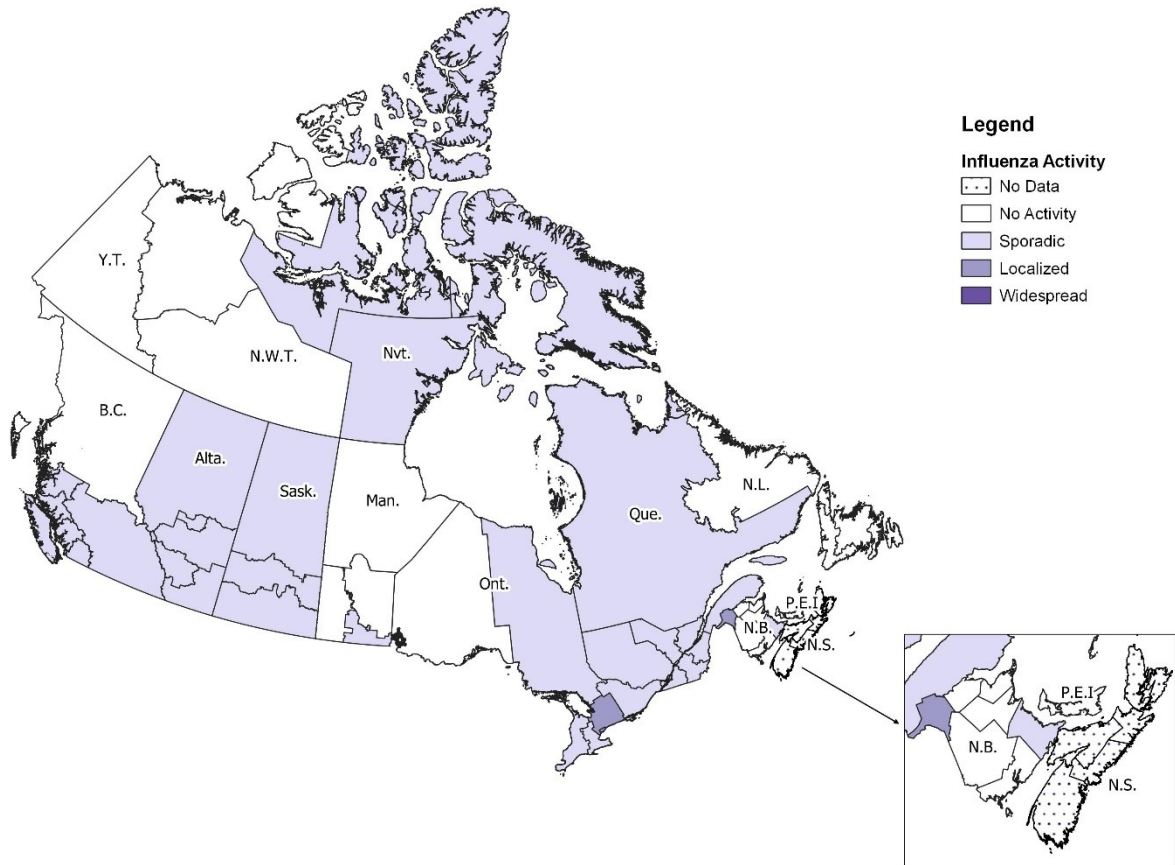 Legend
Influenza Activity
No Data
No Activity
Sporadic
Localized
Widespread
Y.T.
N.W.T.
Nvt.
B.C.
Alta.
Sask.
Man.
Ont.
Que.
N.L.
P.E.I
N.B.
N.S.
P.E.I
N.B.
N.S.